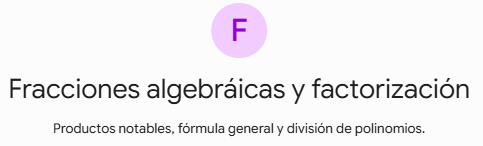 F
Fracciones algebráicas y factorización
Productos notables, fórmula general y división de polinomios.